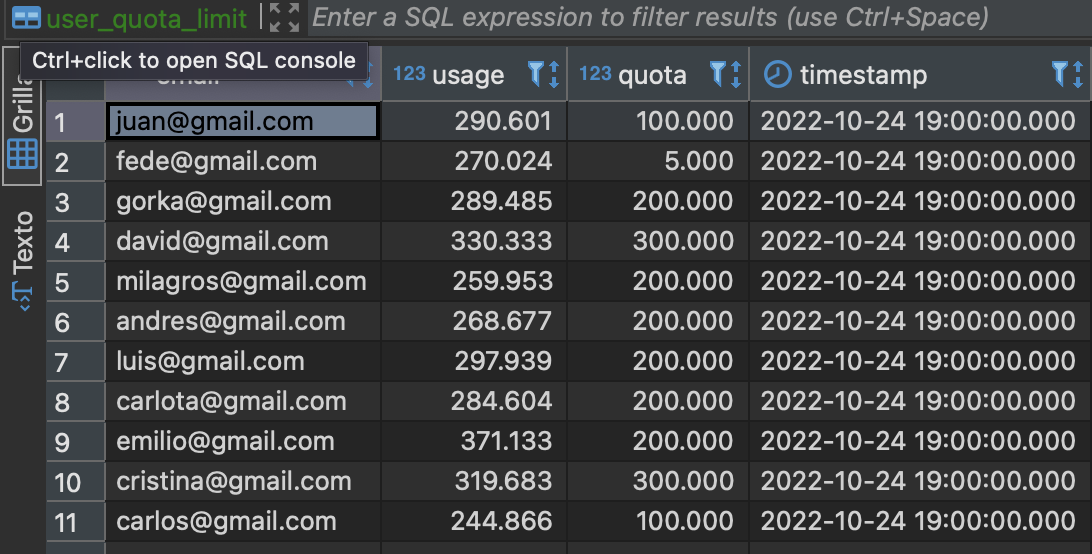 user_quota_limit Enter a SQL expression to filter results (use Ctrl+Space)
Ctrl+click to open SQL console
Grilla
Texto
123 usage 123 quota timestamp
1 juan@gmail.com 290.601 100.000 2022-10-24 19:00:00.000
2 fede@gmail.com 270.024 5.000 2022-10-24 19:00:00.000
3 gorka@gmail.com 289.485 200.000 2022-10-24 19:00:00.000
4 david@gmail.com 330.333 300.000 2022-10-24 19:00:00.000
5 milagros@gmail.com 259.953 200.000 2022-10-24 19:00:00.000
6 andres@gmail.com 268.677 200.000 2022-10-24 19:00:00.000
7 luis@gmail.com 297.939 200.000 2022-10-24 19:00:00.000
8 carlota@gmail.com 284.604 200.000 2022-10-24 19:00:00.000
9 emilio@gmail.com 371.133 200.000 2022-10-24 19:00:00.000
10 cristina@gmail.com 319.683 300.000 2022-10-24 19:00:00.000
11 carlos@gmail.com 244.866 100.000 2022-10-24 19:00:00.000